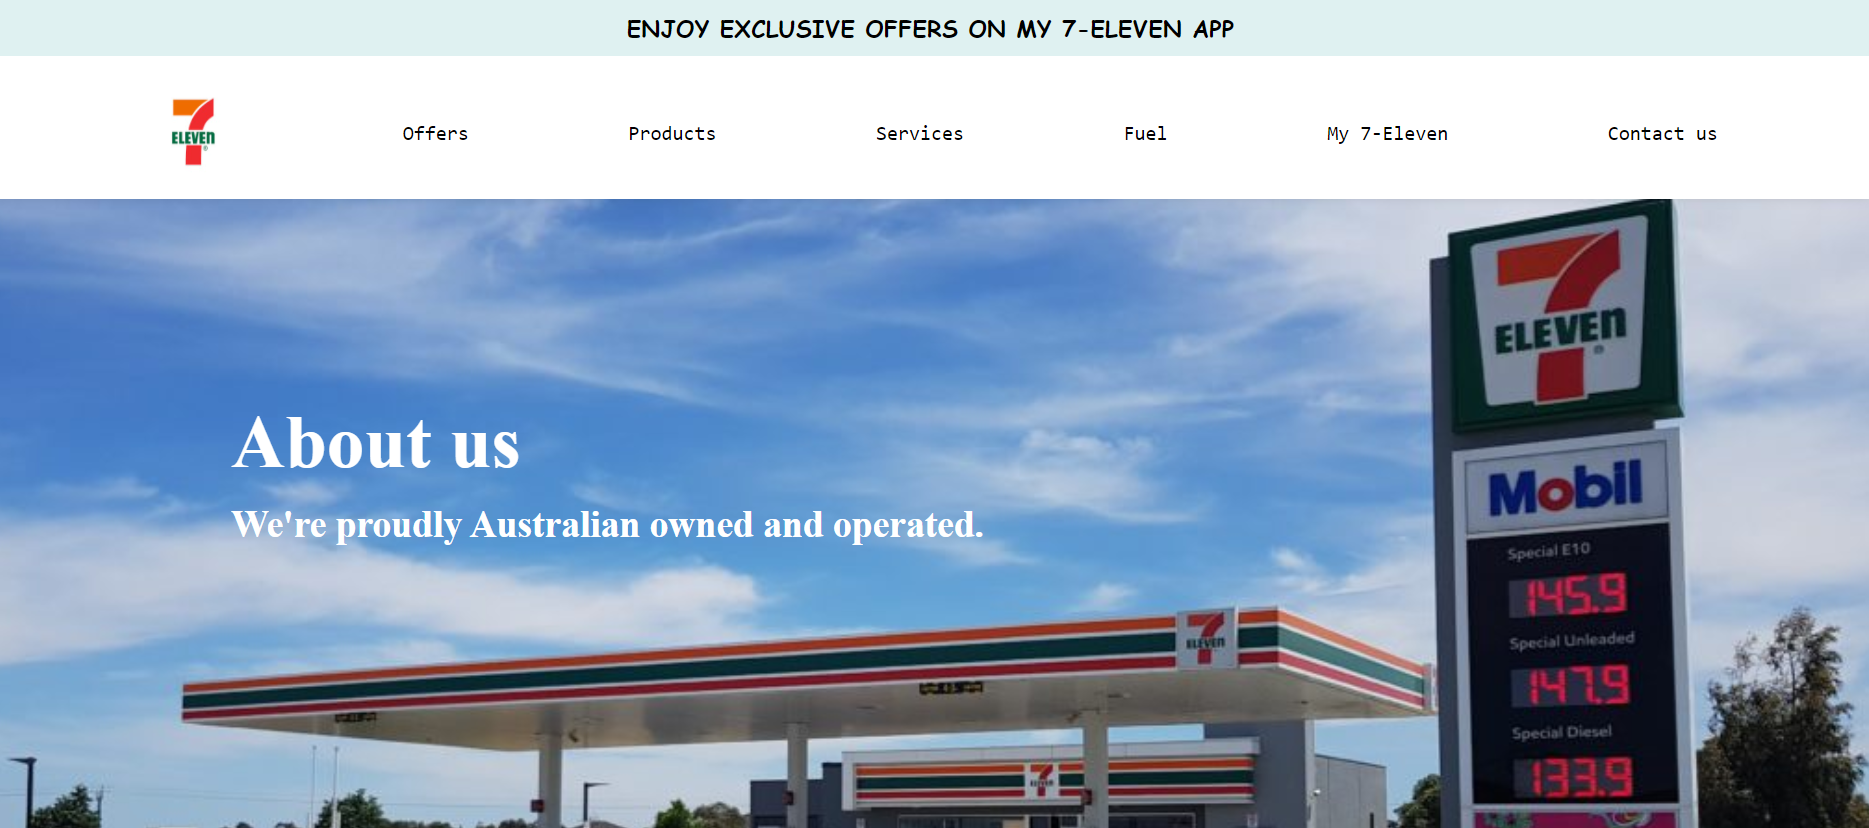 ENJOY EXCLUSIVE OFFERS ON MY 7-ELEVEN APP
7
ELEVEN
®
Offers
Products
Services
Fuel
My 7-Eleven
Contact us
7
ELEVEN
®
About us
We're proudly Australian owned and operated.
Mobil
Special E10
145.9
Special Unleaded
147.9
Special Diesel
133.9
7
ELEVEN
7
ELEVEN